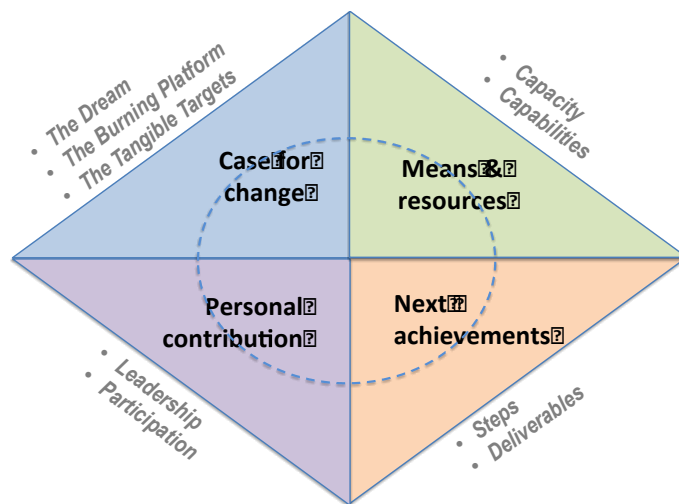 • The Dream
• The Burning Platform
• The Tangible Targets
• Capacity
• Capabilities
Case for
change
Means &
resources
Personal
contribution
Next
achievements
• Leadership
• Participation
• Steps
• Deliverables